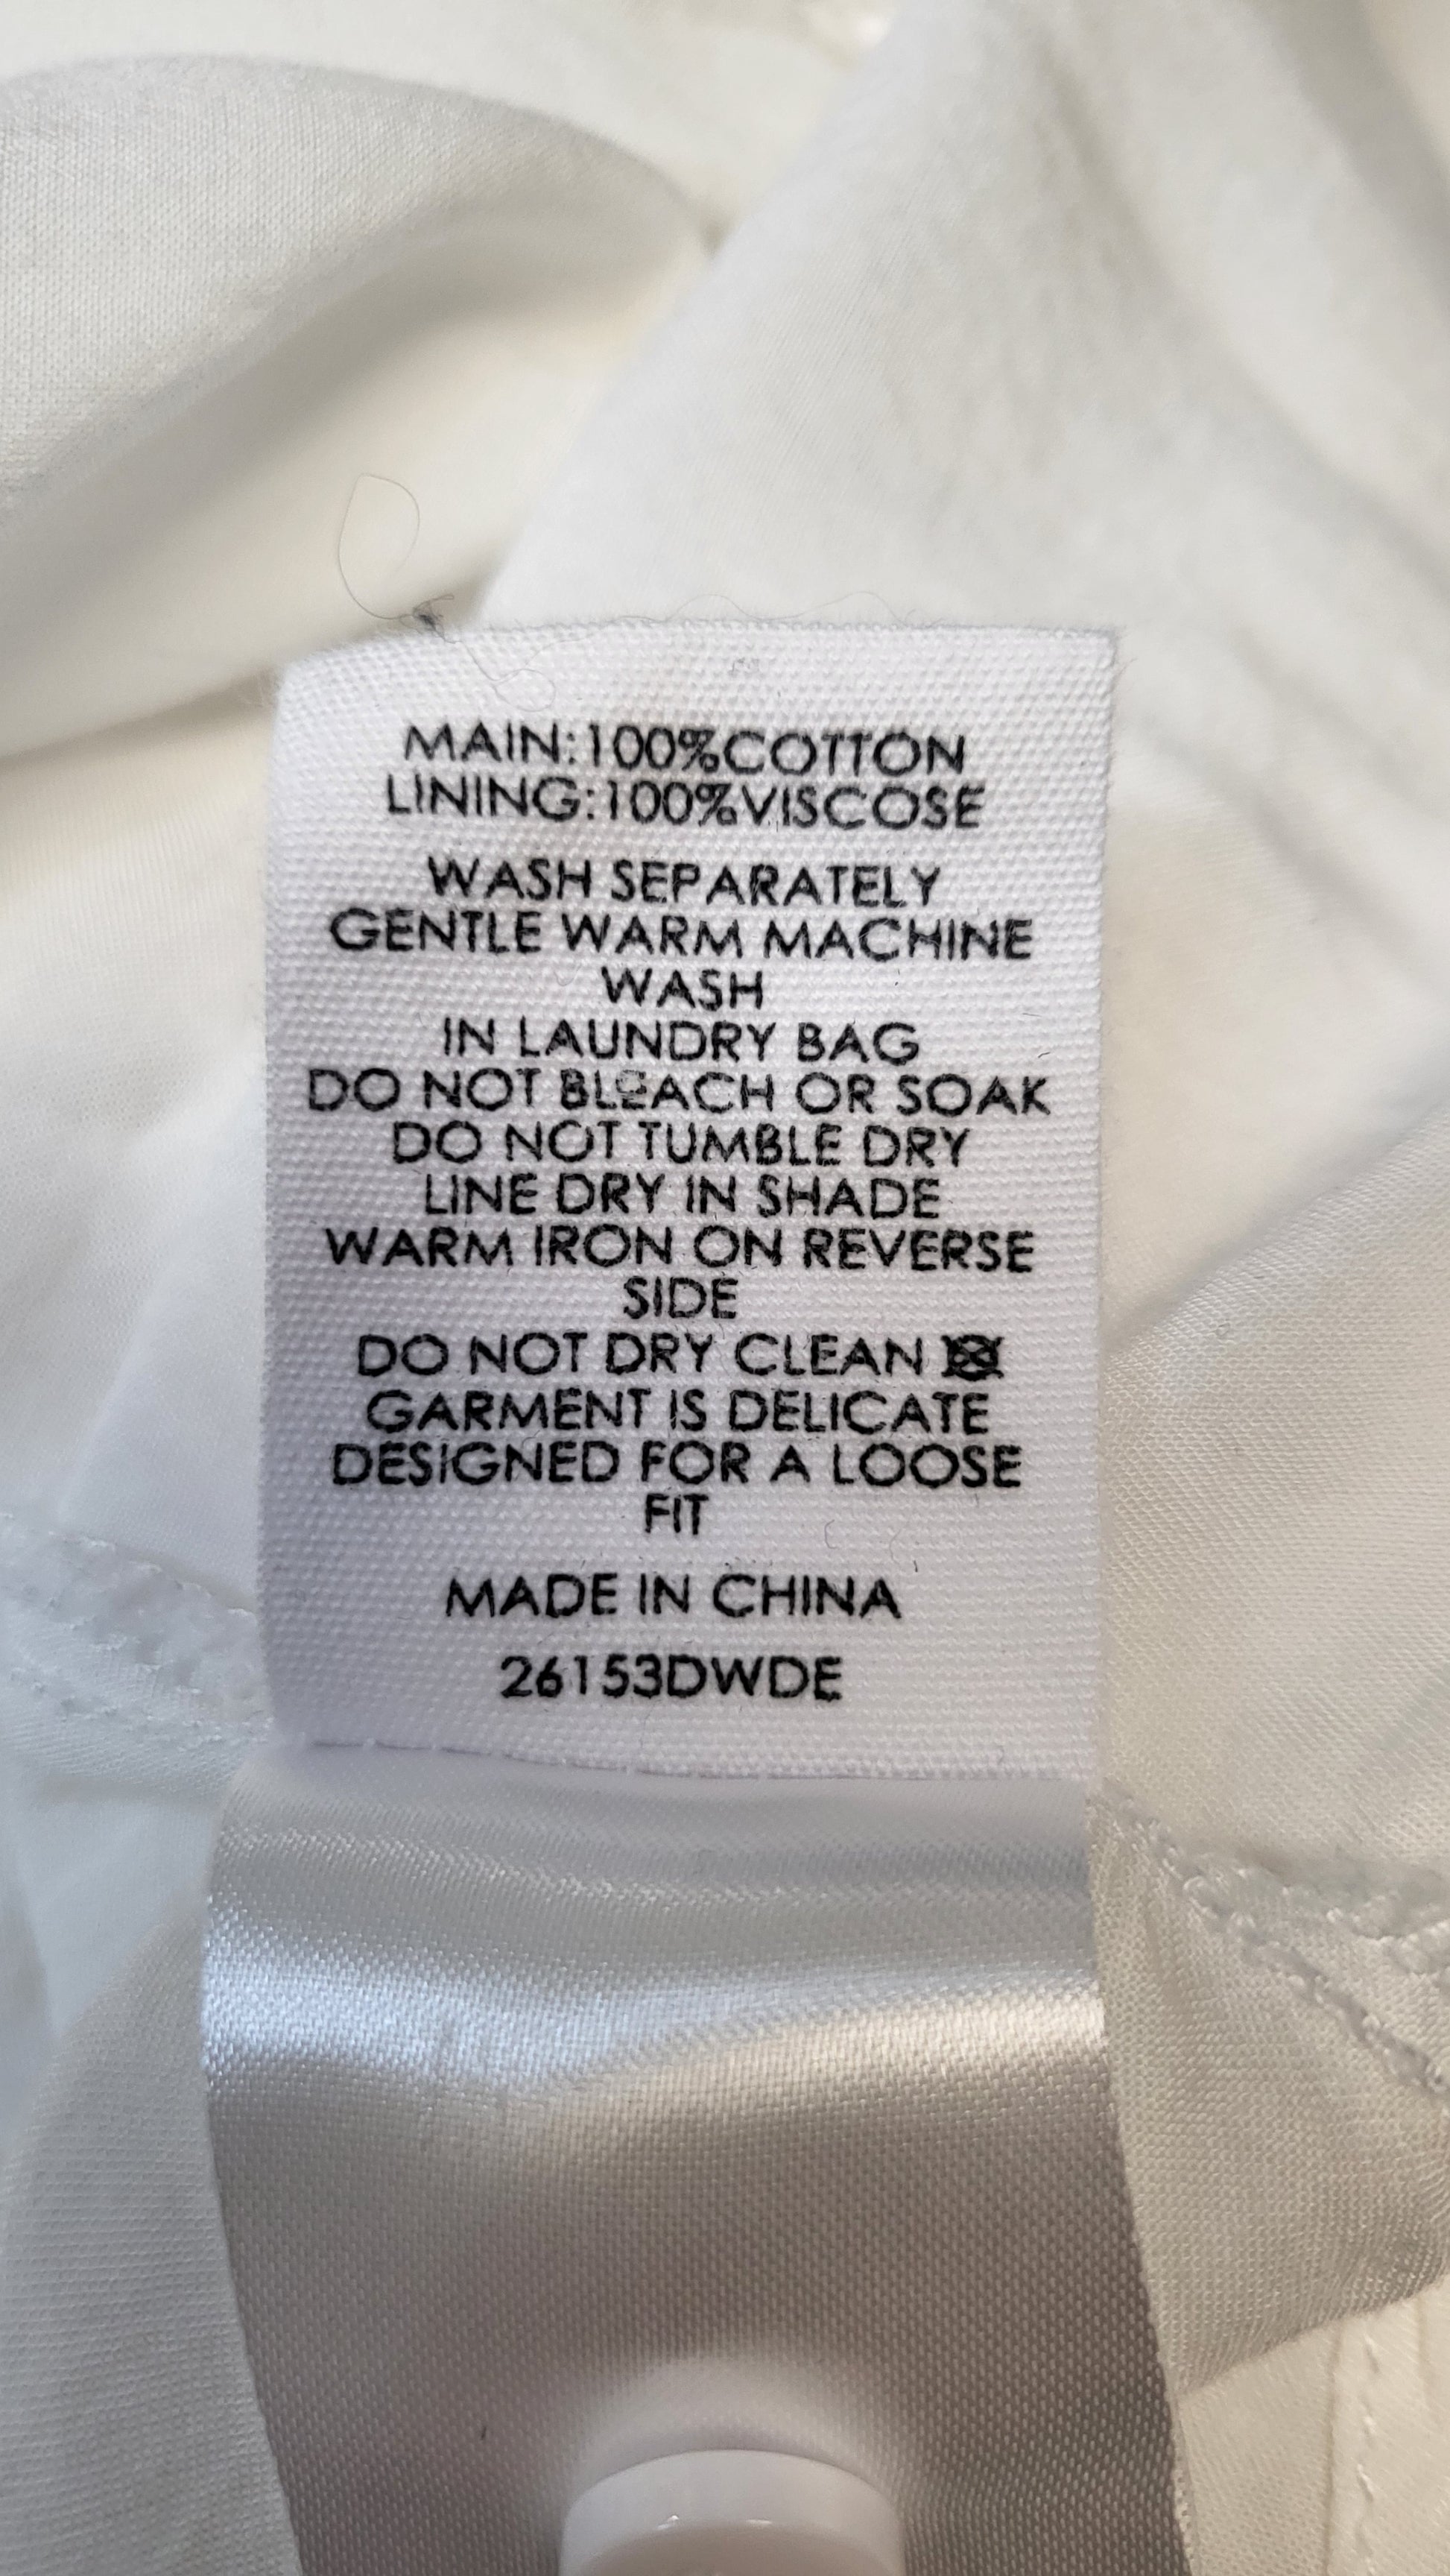 MAIN:100%COTTON
LINING:100%VISCOSE
WASH SEPARATELY
GENTLE WARM MACHINE
WASH
IN LAUNDRY BAG
DO NOT BLEACH OR SOAK
DO NOT TUMBLE DRY
LINE DRY IN SHADE
WARM IRON ON REVERSE
SIDE
DO NOT DRY CLEAN
GARMENT IS DELICATE
DESIGNED FOR A LOOSE
FIT
MADE IN CHINA
26153DWDE